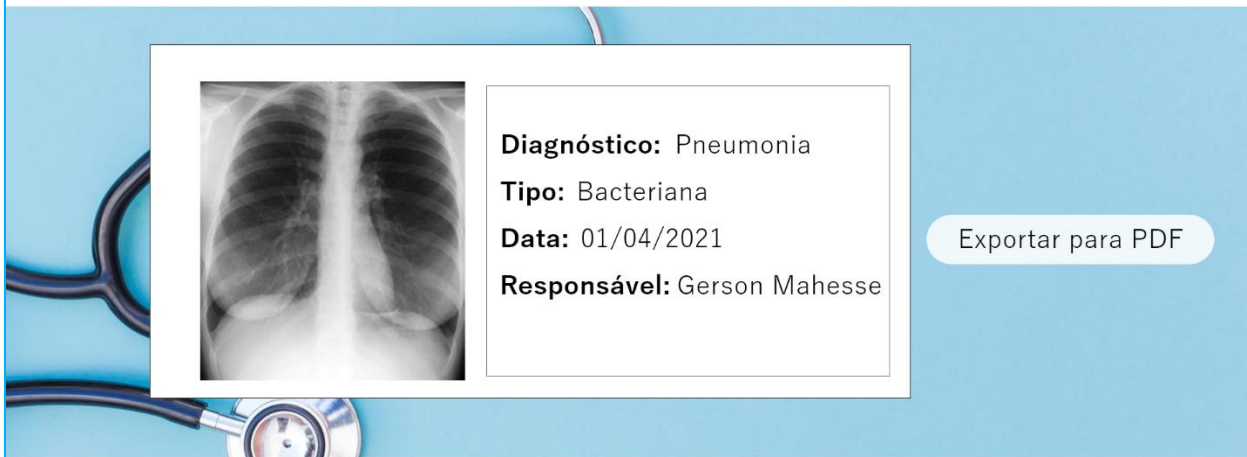 Diagnóstico: Pneumonia
Tipo: Bacteriana
Data: 01/04/2021
Responsável: Gerson Mahesse
Exportar para PDF